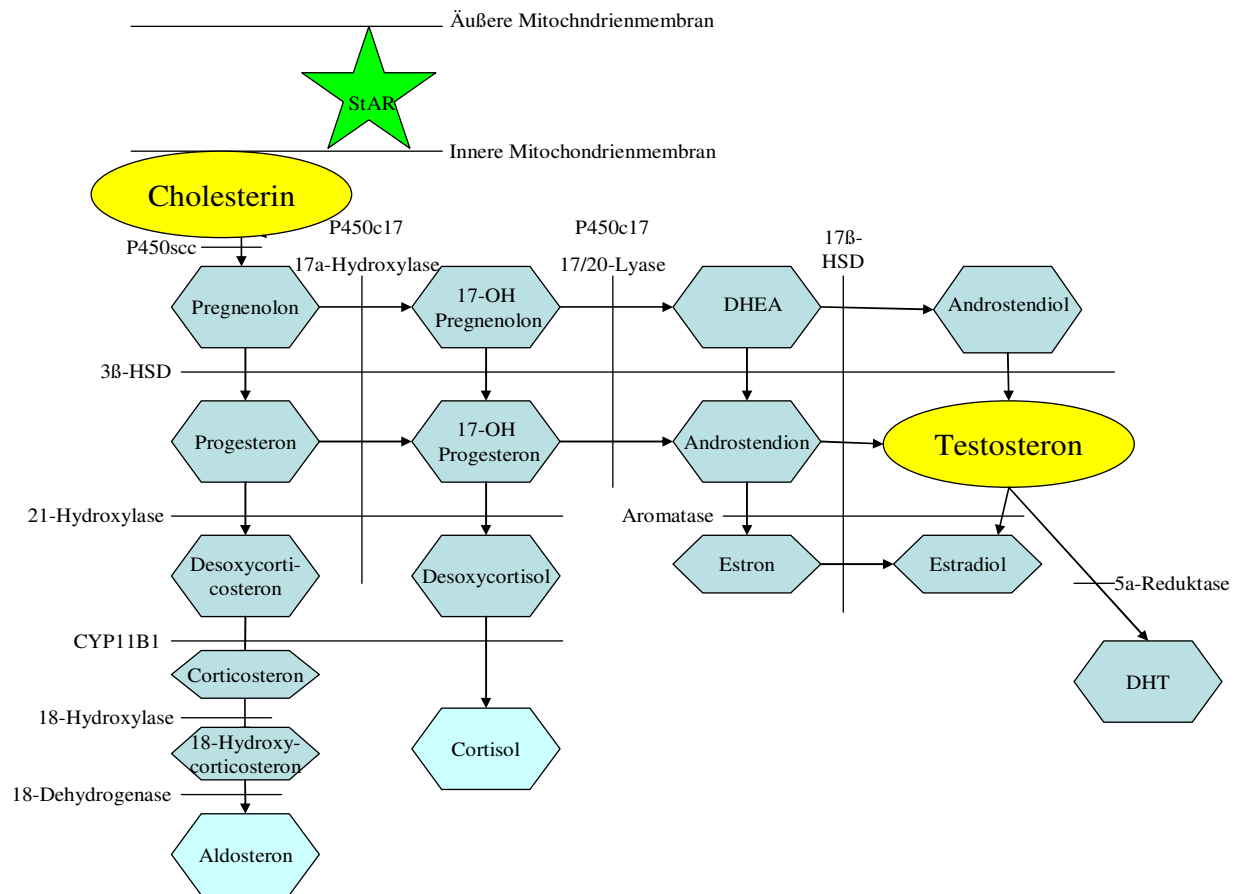 Äußere Mitochndrienmembran
StAR
Innere Mitochondrienmembran
Cholesterin
P450scc
P450c17
17a-Hydroxylase
P450c17
17/20-Lyase
17ß-
HSD
Pregnenolon
17-OH
Pregnenolon
DHEA
Androstendiol
3ß-HSD
Progesteron
17-OH
Progesteron
Androstendion
Testosteron
21-Hydroxylase
Aromatase
Desoxycorti-
costeron
Desoxycortisol
Estron
Estradiol
5a-Reduktase
CYP11B1
Corticosteron
DHT
18-Hydroxylase
18-Hydroxy-
corticosteron
Cortisol
18-Dehydrogenase
Aldosteron